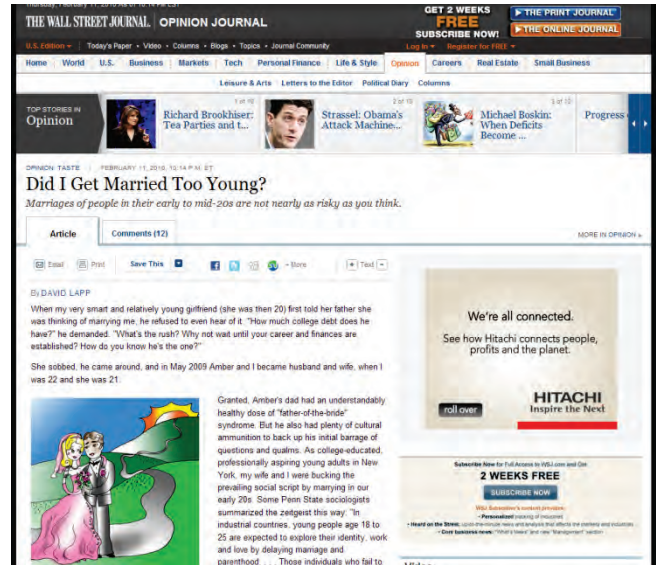 THE WALL STREET JOURNAL. OPINION JOURNAL
GET 2 WEEKS
FREE
SUBSCRIBE NOW!
THE PRINT JOURNAL
THE ONLINE JOURNAL
U.S. Edition Today's Paper • Video • Columns • Blogs • Topics • Journal Community
Log In Register for FREE
Home World U.S. Business Markets Tech Personal Finance Life & Style Opinion Careers Real Estate Small Business
Leisure & Arts Letters to the Editor Political Diary Columns
TOP STORIES IN
Opinion
1 of 10
Richard Brookhiser:
Tea Parties and t...
2 of 10
Strassel: Obama's
Attack Machine...
3 of 10
Michael Boskin:
When Deficits
Become ...
Progress
OPINION: TASTE FEBRUARY 11, 2010, 10:14 P.M. ET
Did I Get Married Too Young?
Marriages of people in their early to mid-20s are not nearly as risky as you think.
Article Comments (12)
MORE IN OPINION »
Email Print Save This + More + Text -
By DAVID LAPP
When my very smart and relatively young girlfriend (she was then 20) first told her father she
was thinking of marrying me, he refused to even hear of it. "How much college debt does he
have?" he demanded. "What's the rush? Why not wait until your career and finances are
established? How do you know he's the one?"
She sobbed, he came around, and in May 2009 Amber and I became husband and wife, when I
was 22 and she was 21.
Granted, Amber's dad had an understandably
healthy dose of "father-of-the-bride"
syndrome. But he also had plenty of cultural
ammunition to back up his initial barrage of
questions and qualms. As college-educated,
professionally aspiring young adults in New
York, my wife and I were bucking the
prevailing social script by marrying in our
early 20s. Some Penn State sociologists
summarized the zeitgeist this way: "In
industrial countries, young people age 18 to
25 are expected to explore their identity, work
and love by delaying marriage and
parenthood. . . . Those individuals who fail to
We're all connected.
See how Hitachi connects people,
profits and the planet.
roll over
HITACHI
Inspire the Next
Subscribe Now for Full Access to WSJ.com and Get
2 WEEKS FREE
SUBSCRIBE NOW